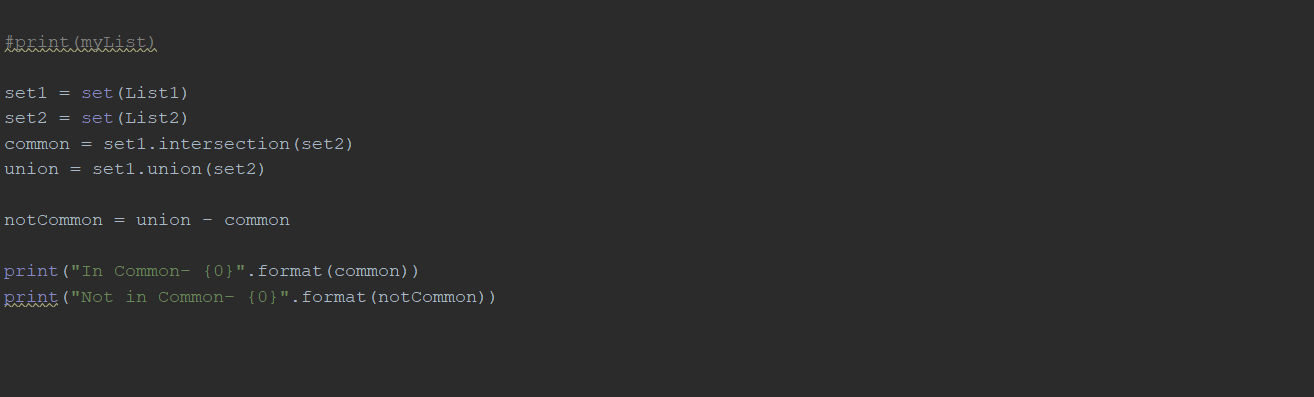 #print(myList)
set1 = set(List1)
set2 = set(List2)
common = set1.intersection(set2)
union = set1.union(set2)
notCommon = union - common
print("In Common- {0}".format(common))
print("Not in Common- {0}".format(notCommon))